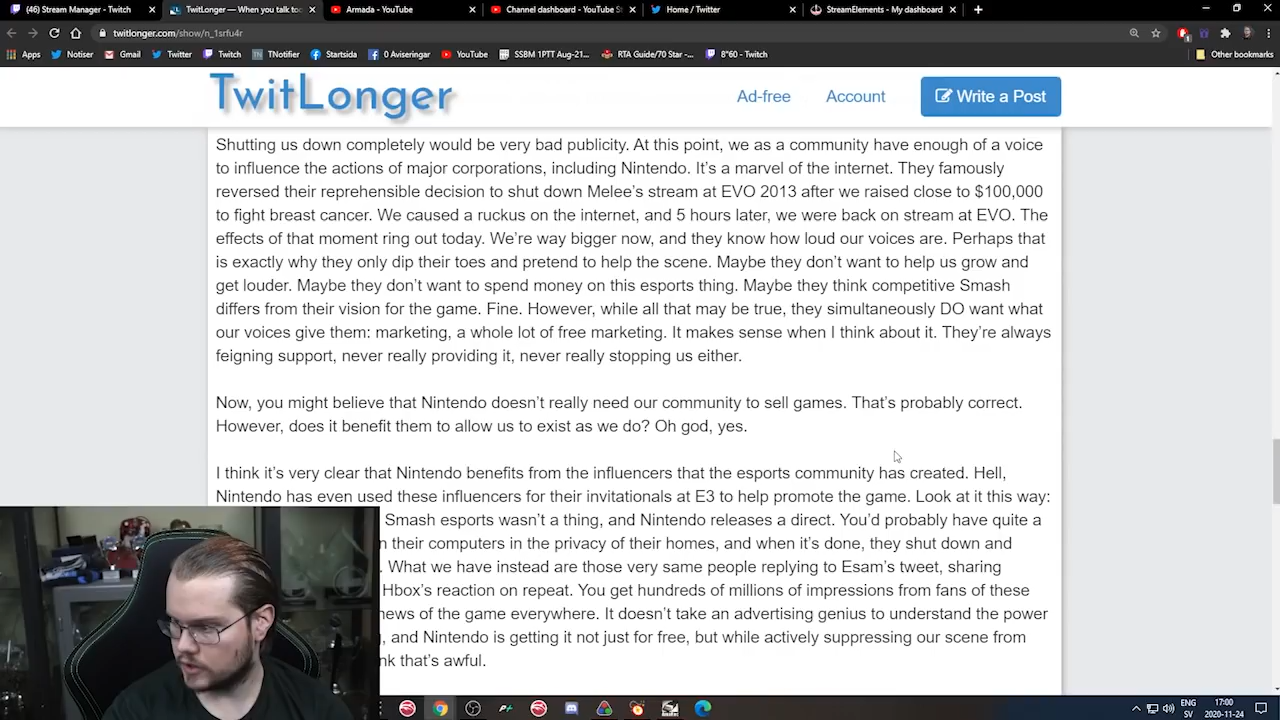 (46) Stream Manager - Twitch
TwitLonger — When you talk too
Armada - YouTube
Channel dashboard - YouTube S
Home / Twitter
StreamElements - My dashboard
twitlonger.com/show/n_1srfu4r
Apps
Notiser
Gmail
Twitter
Twitch
TNotifier
Startsida
0 Aviseringar
YouTube
SSBM 1PTT Aug-21...
RTA Guide/70 Star -...
8"60 - Twitch
Other bookmarks
TwitLonger
Ad-free
Account
Write a Post
Shutting us down completely would be very bad publicity. At this point, we as a community have enough of a voice
to influence the actions of major corporations, including Nintendo. It’s a marvel of the internet. They famously
reversed their reprehensible decision to shut down Melee’s stream at EVO 2013 after we raised close to $100,000
to fight breast cancer. We caused a ruckus on the internet, and 5 hours later, we were back on stream at EVO. The
effects of that moment ring out today. We’re way bigger now, and they know how loud our voices are. Perhaps that
is exactly why they only dip their toes and pretend to help the scene. Maybe they don’t want to help us grow and
get louder. Maybe they don’t want to spend money on this esports thing. Maybe they think competitive Smash
differs from their vision for the game. Fine. However, while all that may be true, they simultaneously DO want what
our voices give them: marketing, a whole lot of free marketing. It makes sense when I think about it. They’re always
feigning support, never really providing it, never really stopping us either.
Now, you might believe that Nintendo doesn’t really need our community to sell games. That’s probably correct.
However, does it benefit them to allow us to exist as we do? Oh god, yes.
I think it’s very clear that Nintendo benefits from the influencers that the esports community has created. Hell,
Nintendo has even used these influencers for their invitationals at E3 to help promote the game. Look at it this way:
Smash esports wasn’t a thing, and Nintendo releases a direct. You’d probably have quite a
n their computers in the privacy of their homes, and when it’s done, they shut down and
. What we have instead are those very same people replying to Esam’s tweet, sharing
Hbox’s reaction on repeat. You get hundreds of millions of impressions from fans of these
news of the game everywhere. It doesn’t take an advertising genius to understand the power
, and Nintendo is getting it not just for free, but while actively suppressing our scene from
nk that’s awful.
ENG
SV
17:00
2020-11-24